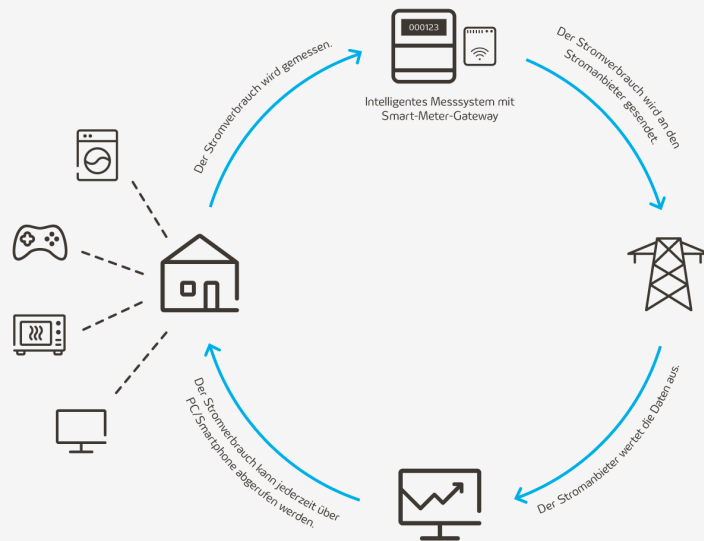 000123
Der Stromverbrauch wird gemessen.
Intelligentes Messsystem mit
Smart-Meter-Gateway
Der Stromverbrauch wird an den
Stromanbieter gesendet.
Der Stromanbieter wertet die Daten aus.
Der Stromverbrauch kann jederzeit über
PC/Smartphone abgerufen werden.